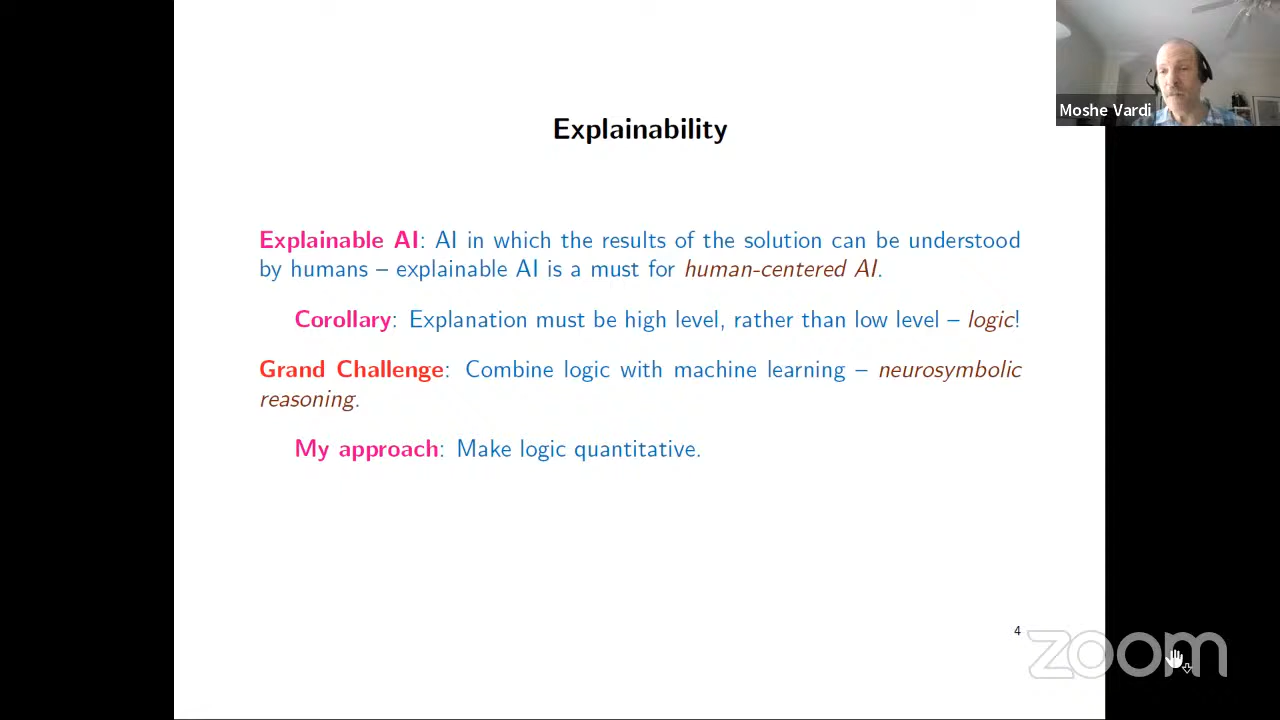 Moshe Vardi
Explainability
Explainable AI: AI in which the results of the solution can be understood
by humans – explainable AI is a must for human-centered AI.
Corollary: Explanation must be high level, rather than low level – logic!
Grand Challenge: Combine logic with machine learning – neurosymbolic
reasoning.
My approach: Make logic quantitative.
4
zoom